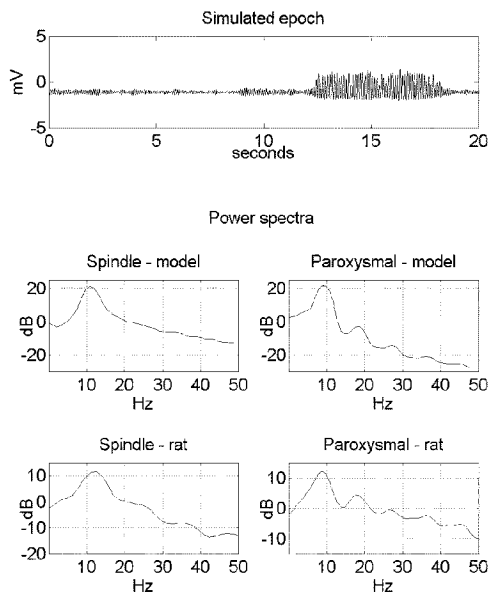 Simulated epoch
5
0
-5
mV
0 5 10 15 20
seconds
Power spectra
Spindle - model
20
0
-20
dB
10 20 30 40 50
Hz
Paroxysmal - model
20
0
-20
dB
10 20 30 40 50
Hz
Spindle - rat
10
0
-10
-20
dB
10 20 30 40 50
Hz
Paroxysmal - rat
10
0
-10
dB
10 20 30 40 50
Hz